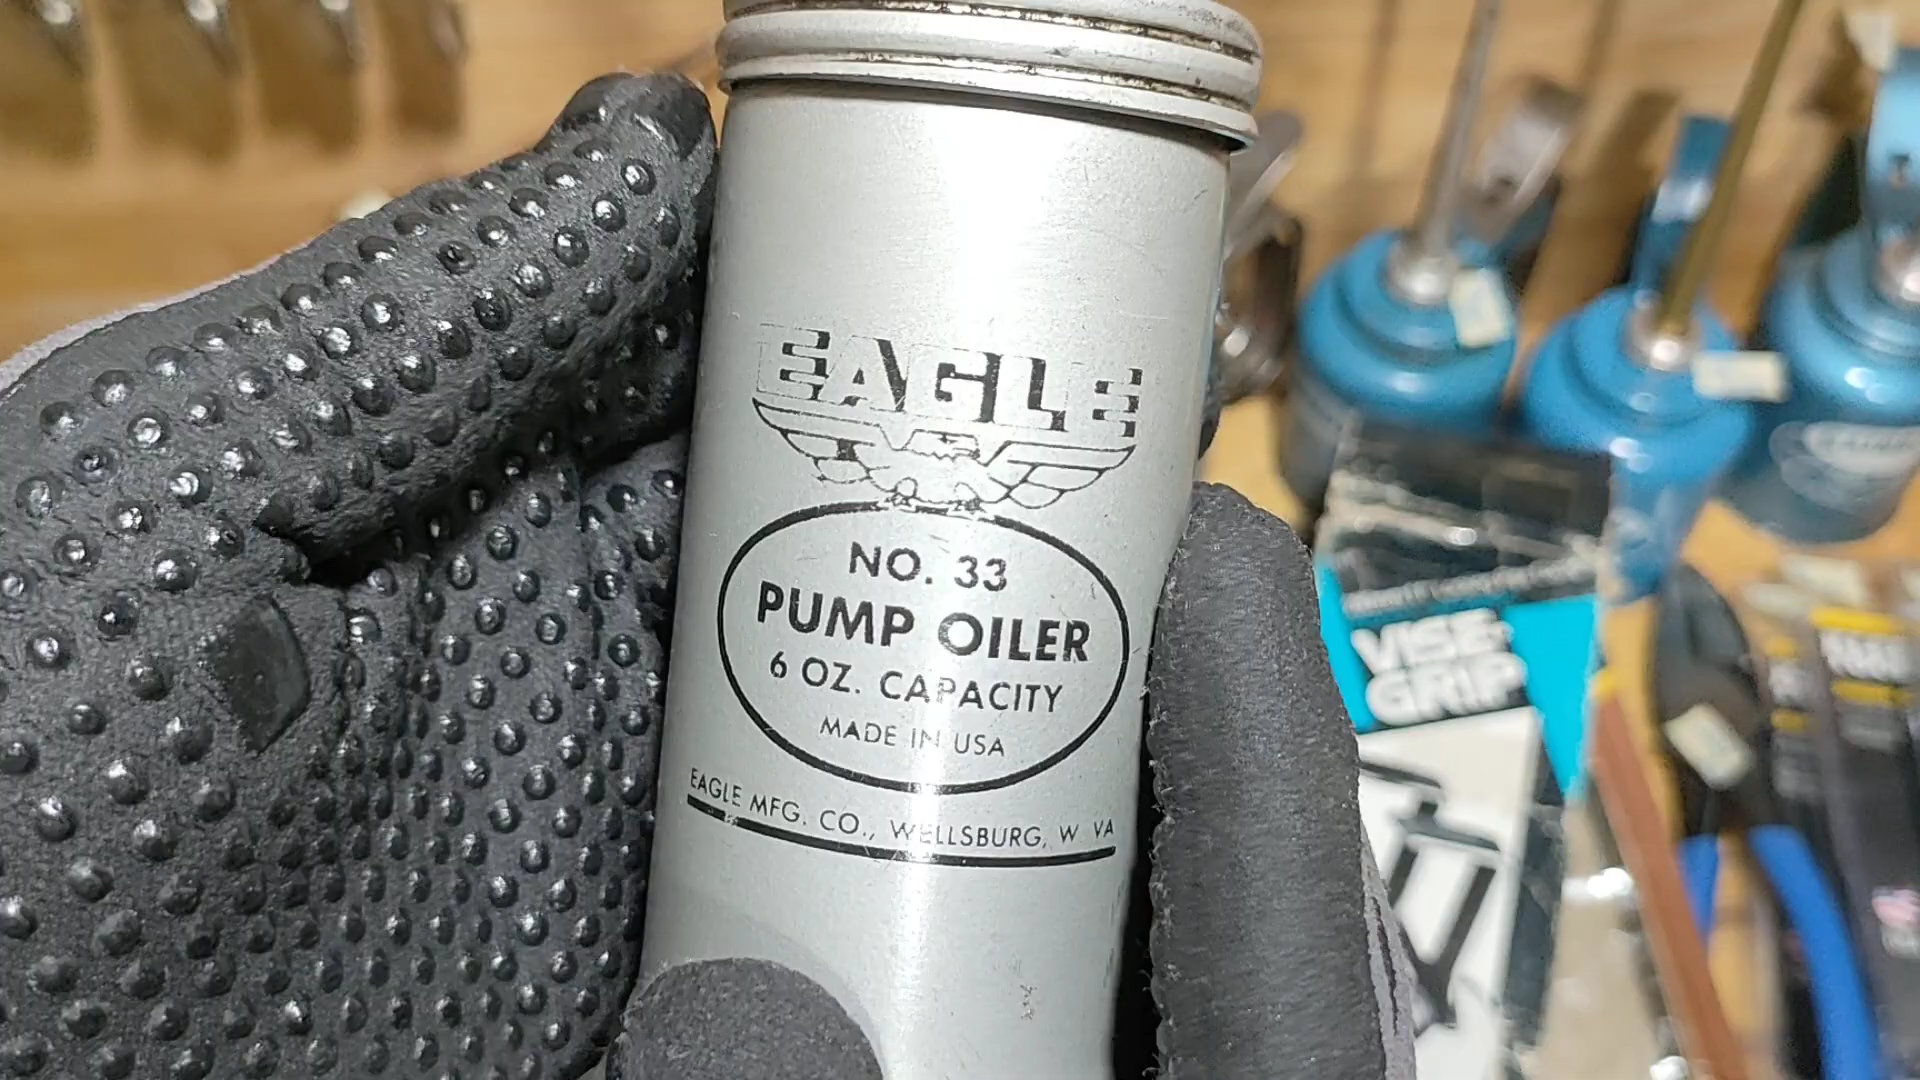 EAGLE
NO. 33
PUMP OILER
6 OZ. CAPACITY
MADE IN USA
EAGLE MFG. CO., WELLSBURG, W. VA
VISE-
GRIP